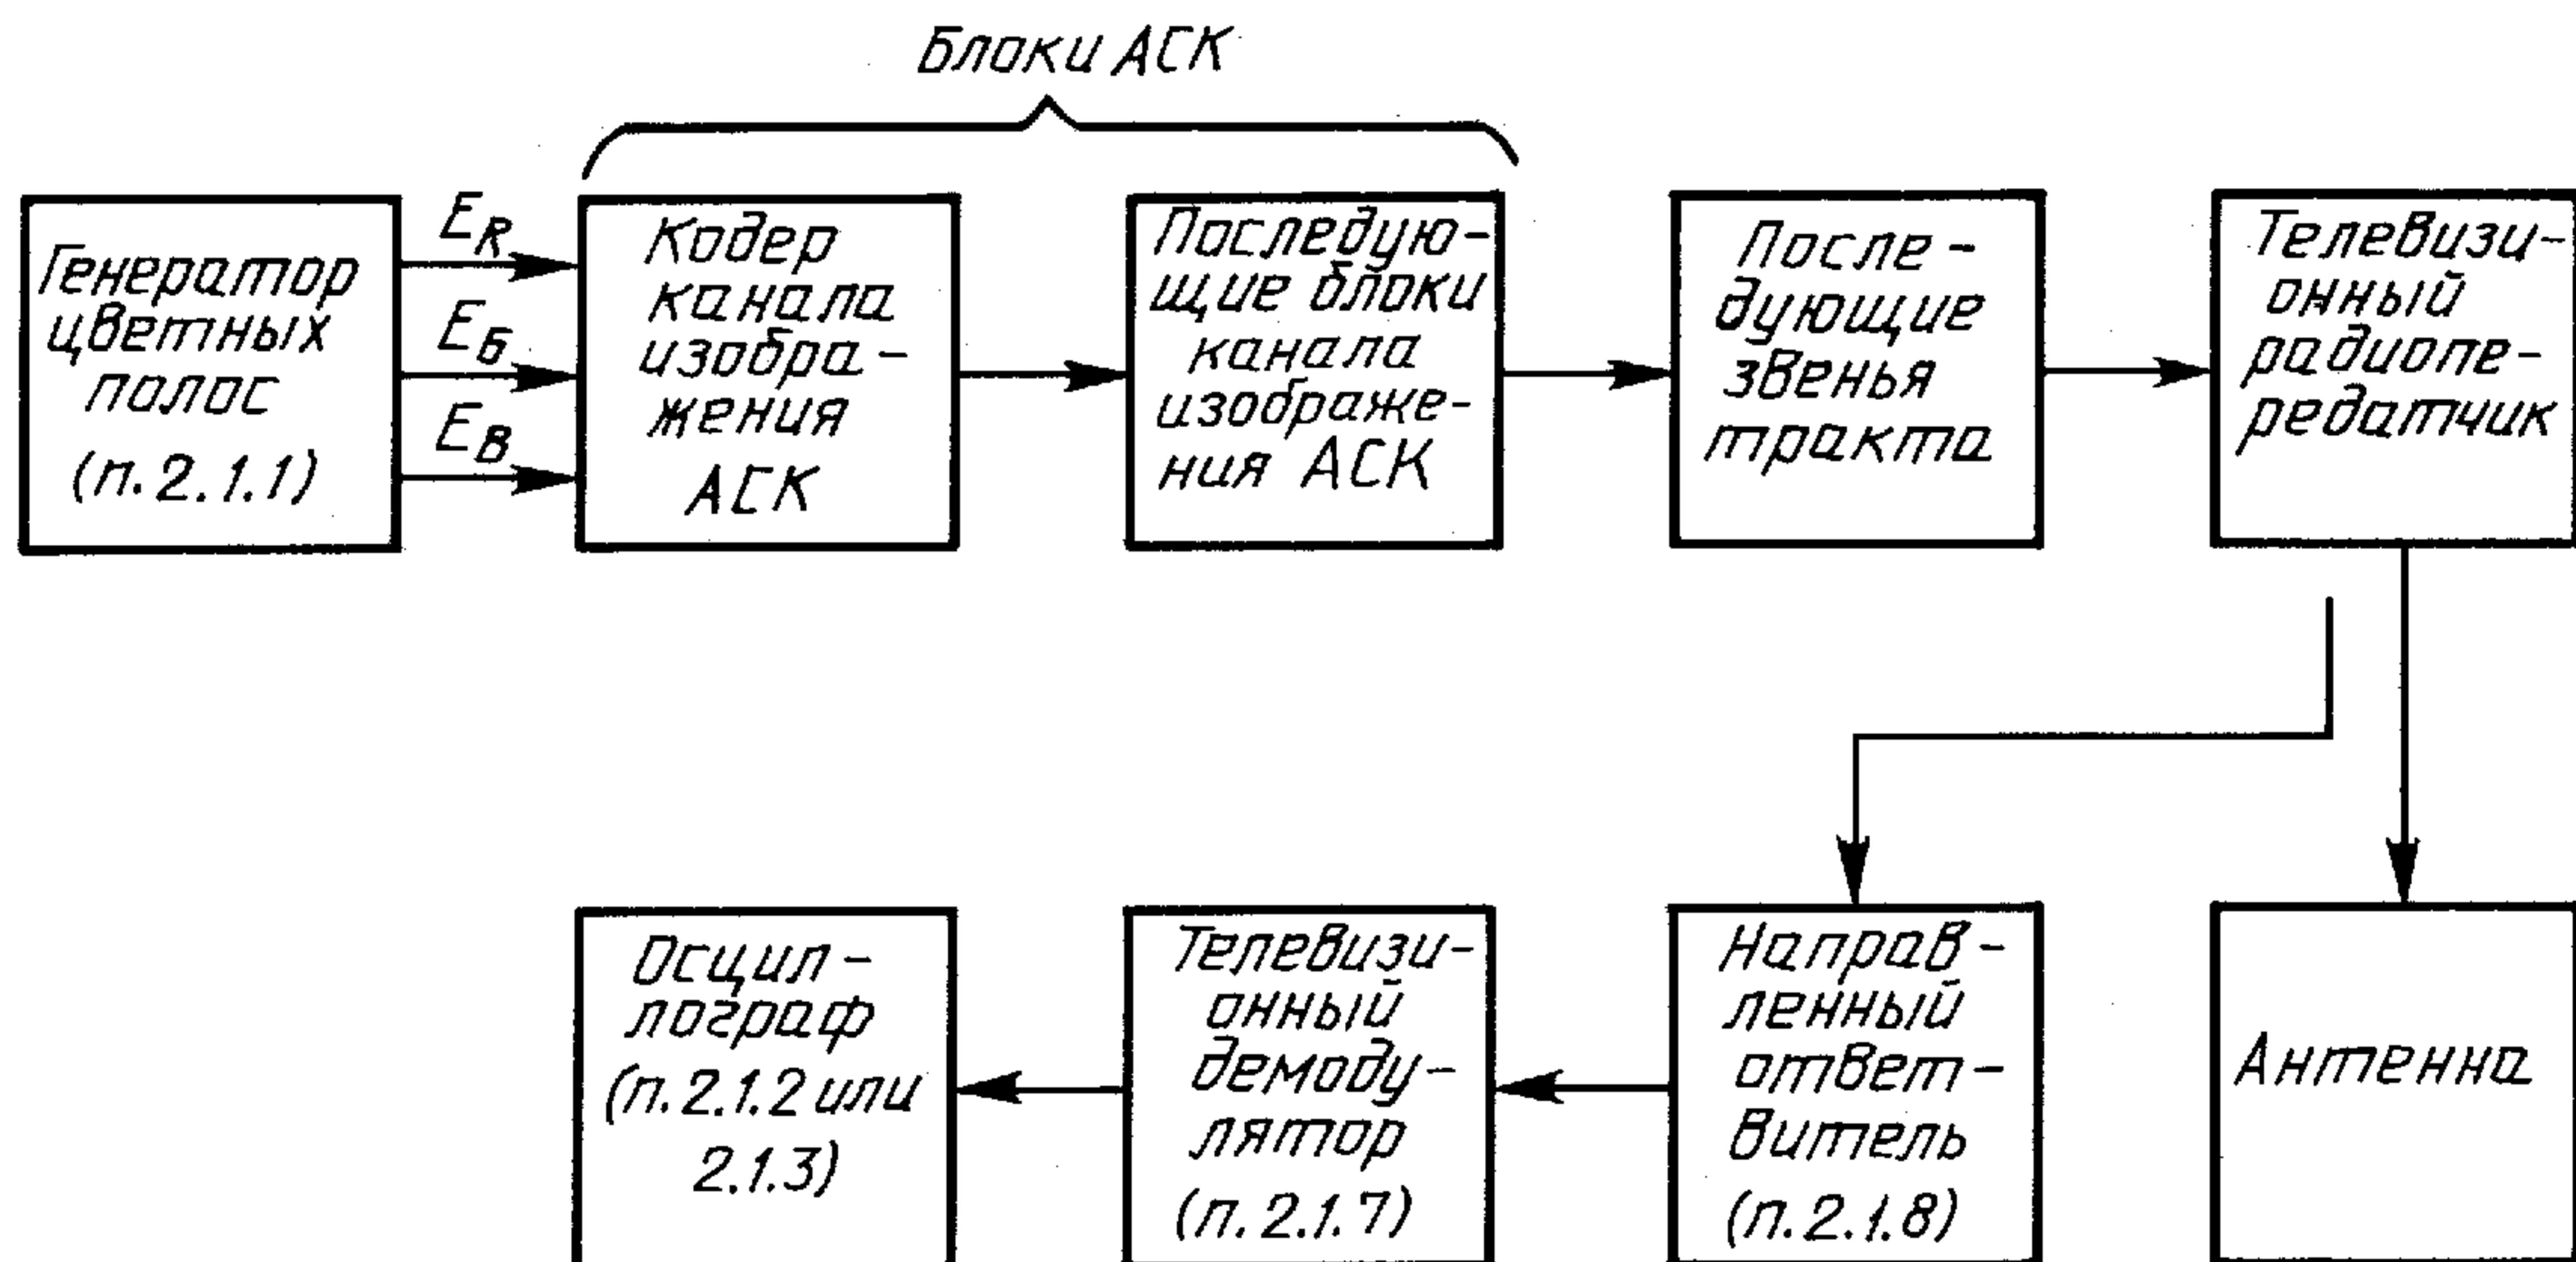 Блоки АСК
Генератор
цветных
полос
(п. 2.1.1)
E_R
E_Б
E_B
Кодер
канала
изобра-
жения
АСК
Последую-
щие блоки
канала
изображе-
ния АСК
После-
дующие
звенья
тракта
Телевизи-
онный
радиопе-
редатчик
Осцил-
лограф
(п. 2.1.2 или
2.1.3)
Телевизи-
онный
демоду-
лятор
(п. 2.1.7)
Направ-
ленный
ответ-
витель
(п. 2.1.8)
Антенна